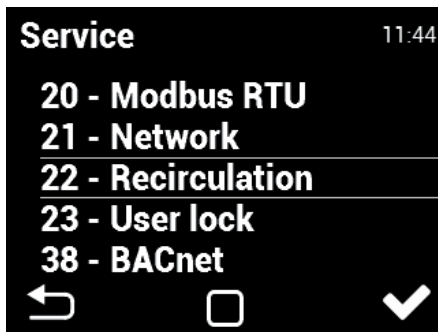 Service
11:44
20 - Modbus RTU
21 - Network
22 - Recirculation
23 - User lock
38 - BACnet